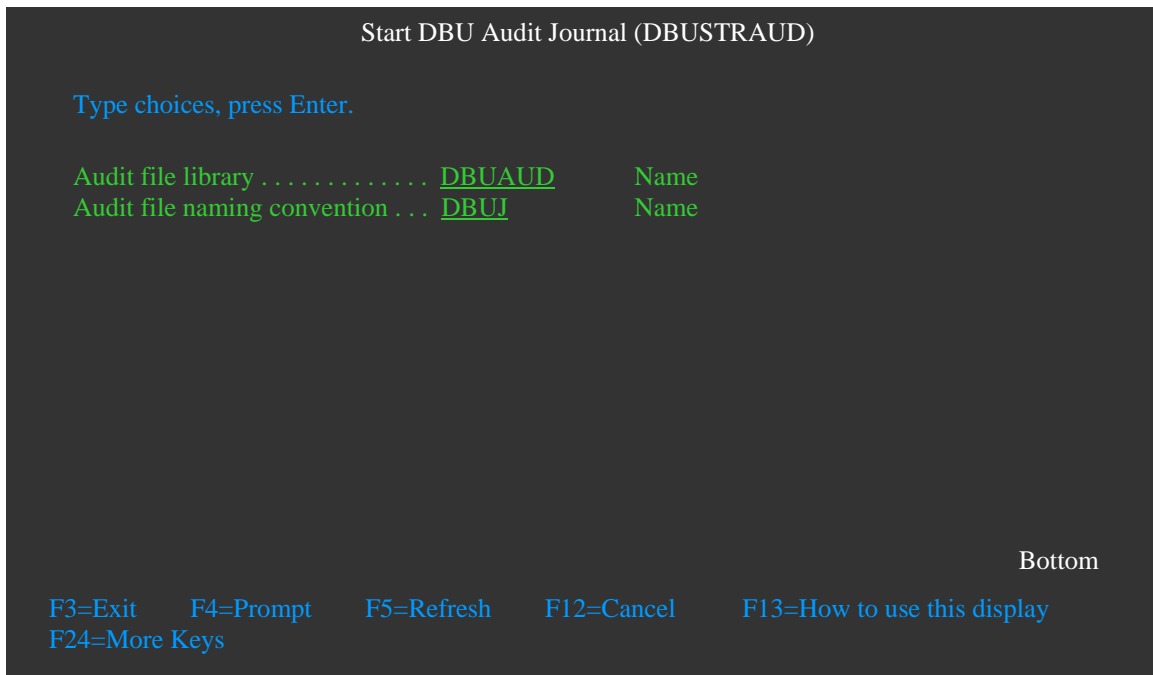 Start DBU Audit Journal (DBUSTRAUD)
Type choices, press Enter.
Audit file library . . . . . . . . . . . . . DBUAUD Name
Audit file naming convention . . . DBUJ Name
Bottom
F3=Exit F4=Prompt F5=Refresh F12=Cancel F13=How to use this display
F24=More Keys